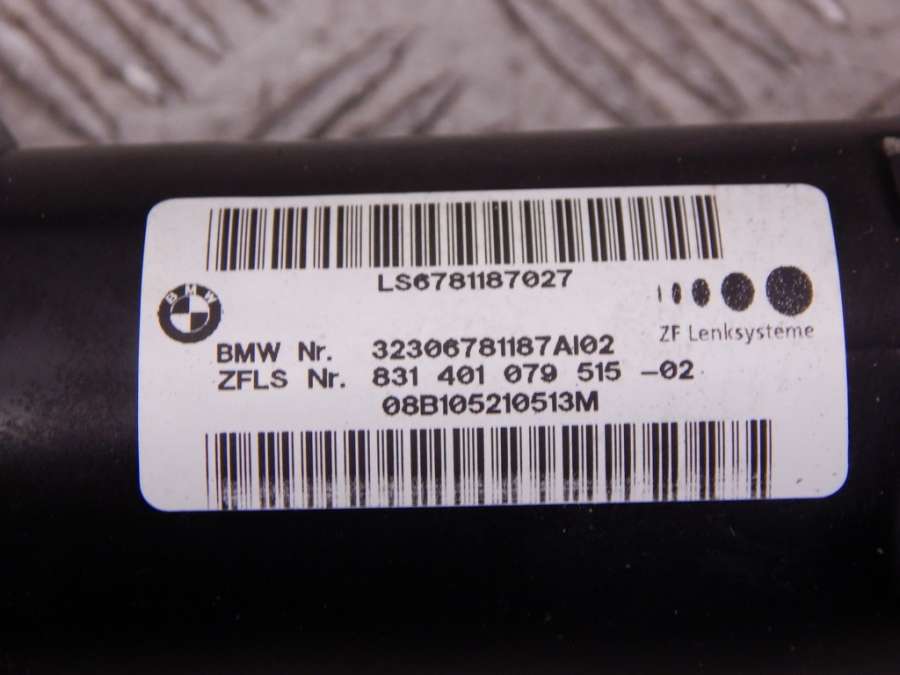 LS6781187027
BMW
ZF Lenksysteme
BMW Nr. 32306781187AI02
ZFLS Nr. 831 401 079 515 -02
08B105210513M